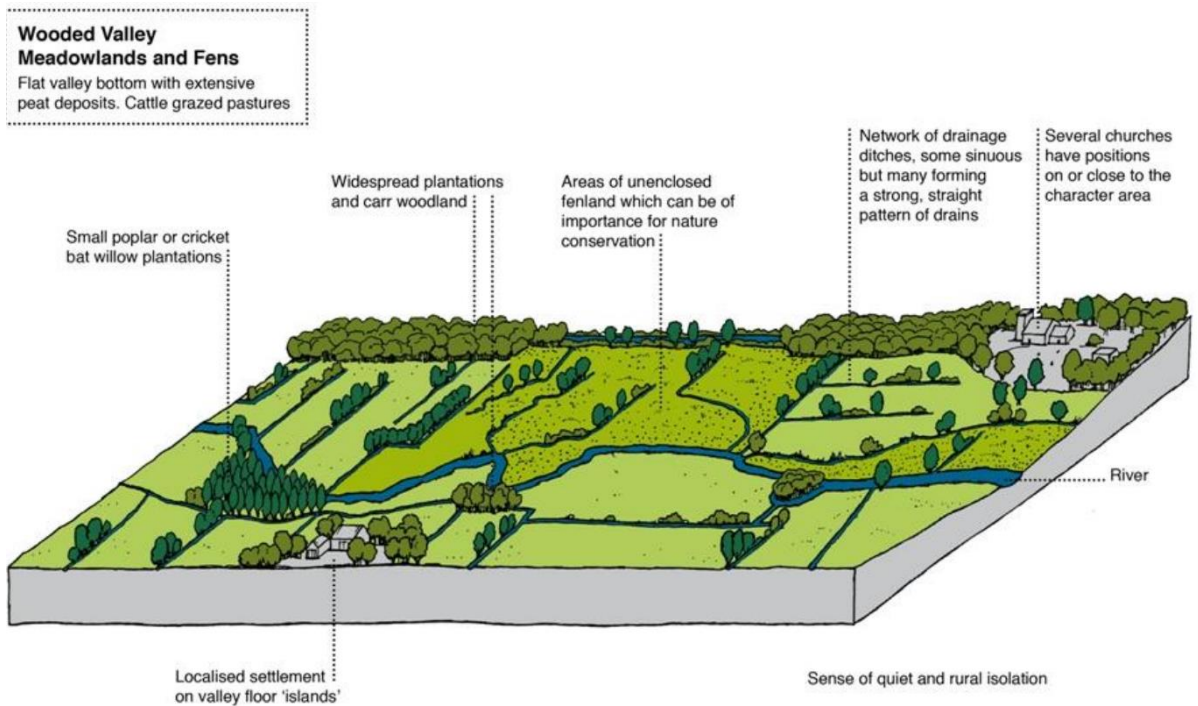 Wooded Valley
Meadowlands and Fens
Flat valley bottom with extensive
peat deposits. Cattle grazed pastures
Network of drainage
ditches, some sinuous
but many forming
a strong, straight
pattern of drains
Several churches
have positions
on or close to the
character area
Widespread plantations
and carr woodland
Areas of unenclosed
fenland which can be of
importance for nature
conservation
Small poplar or cricket
bat willow plantations
River
Localised settlement
on valley floor ‘islands’
Sense of quiet and rural isolation